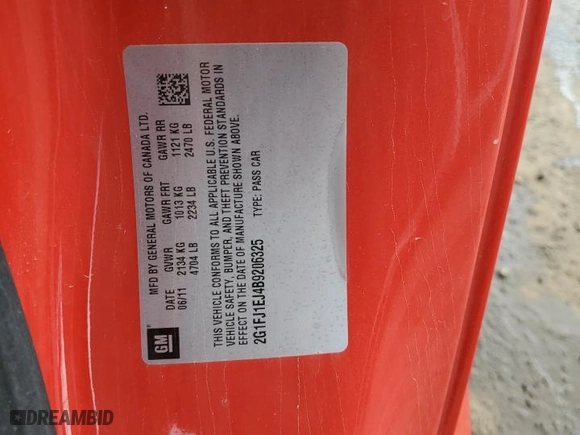 MFD BY GENERAL MOTORS OF CANADA LTD.
DATE GVWR GAWR FRT GAWR RR
06/11 2134 KG 1013 KG 1121 KG
4704 LB 2234 LB 2470 LB
THIS VEHICLE CONFORMS TO ALL APPLICABLE U.S. FEDERAL MOTOR
VEHICLE SAFETY, BUMPER, AND THEFT PREVENTION STANDARDS IN
EFFECT ON THE DATE OF MANUFACTURE SHOWN ABOVE.
2G1FJ1EJ4B9206325 TYPE: PASS CAR
GM
DREAMBID